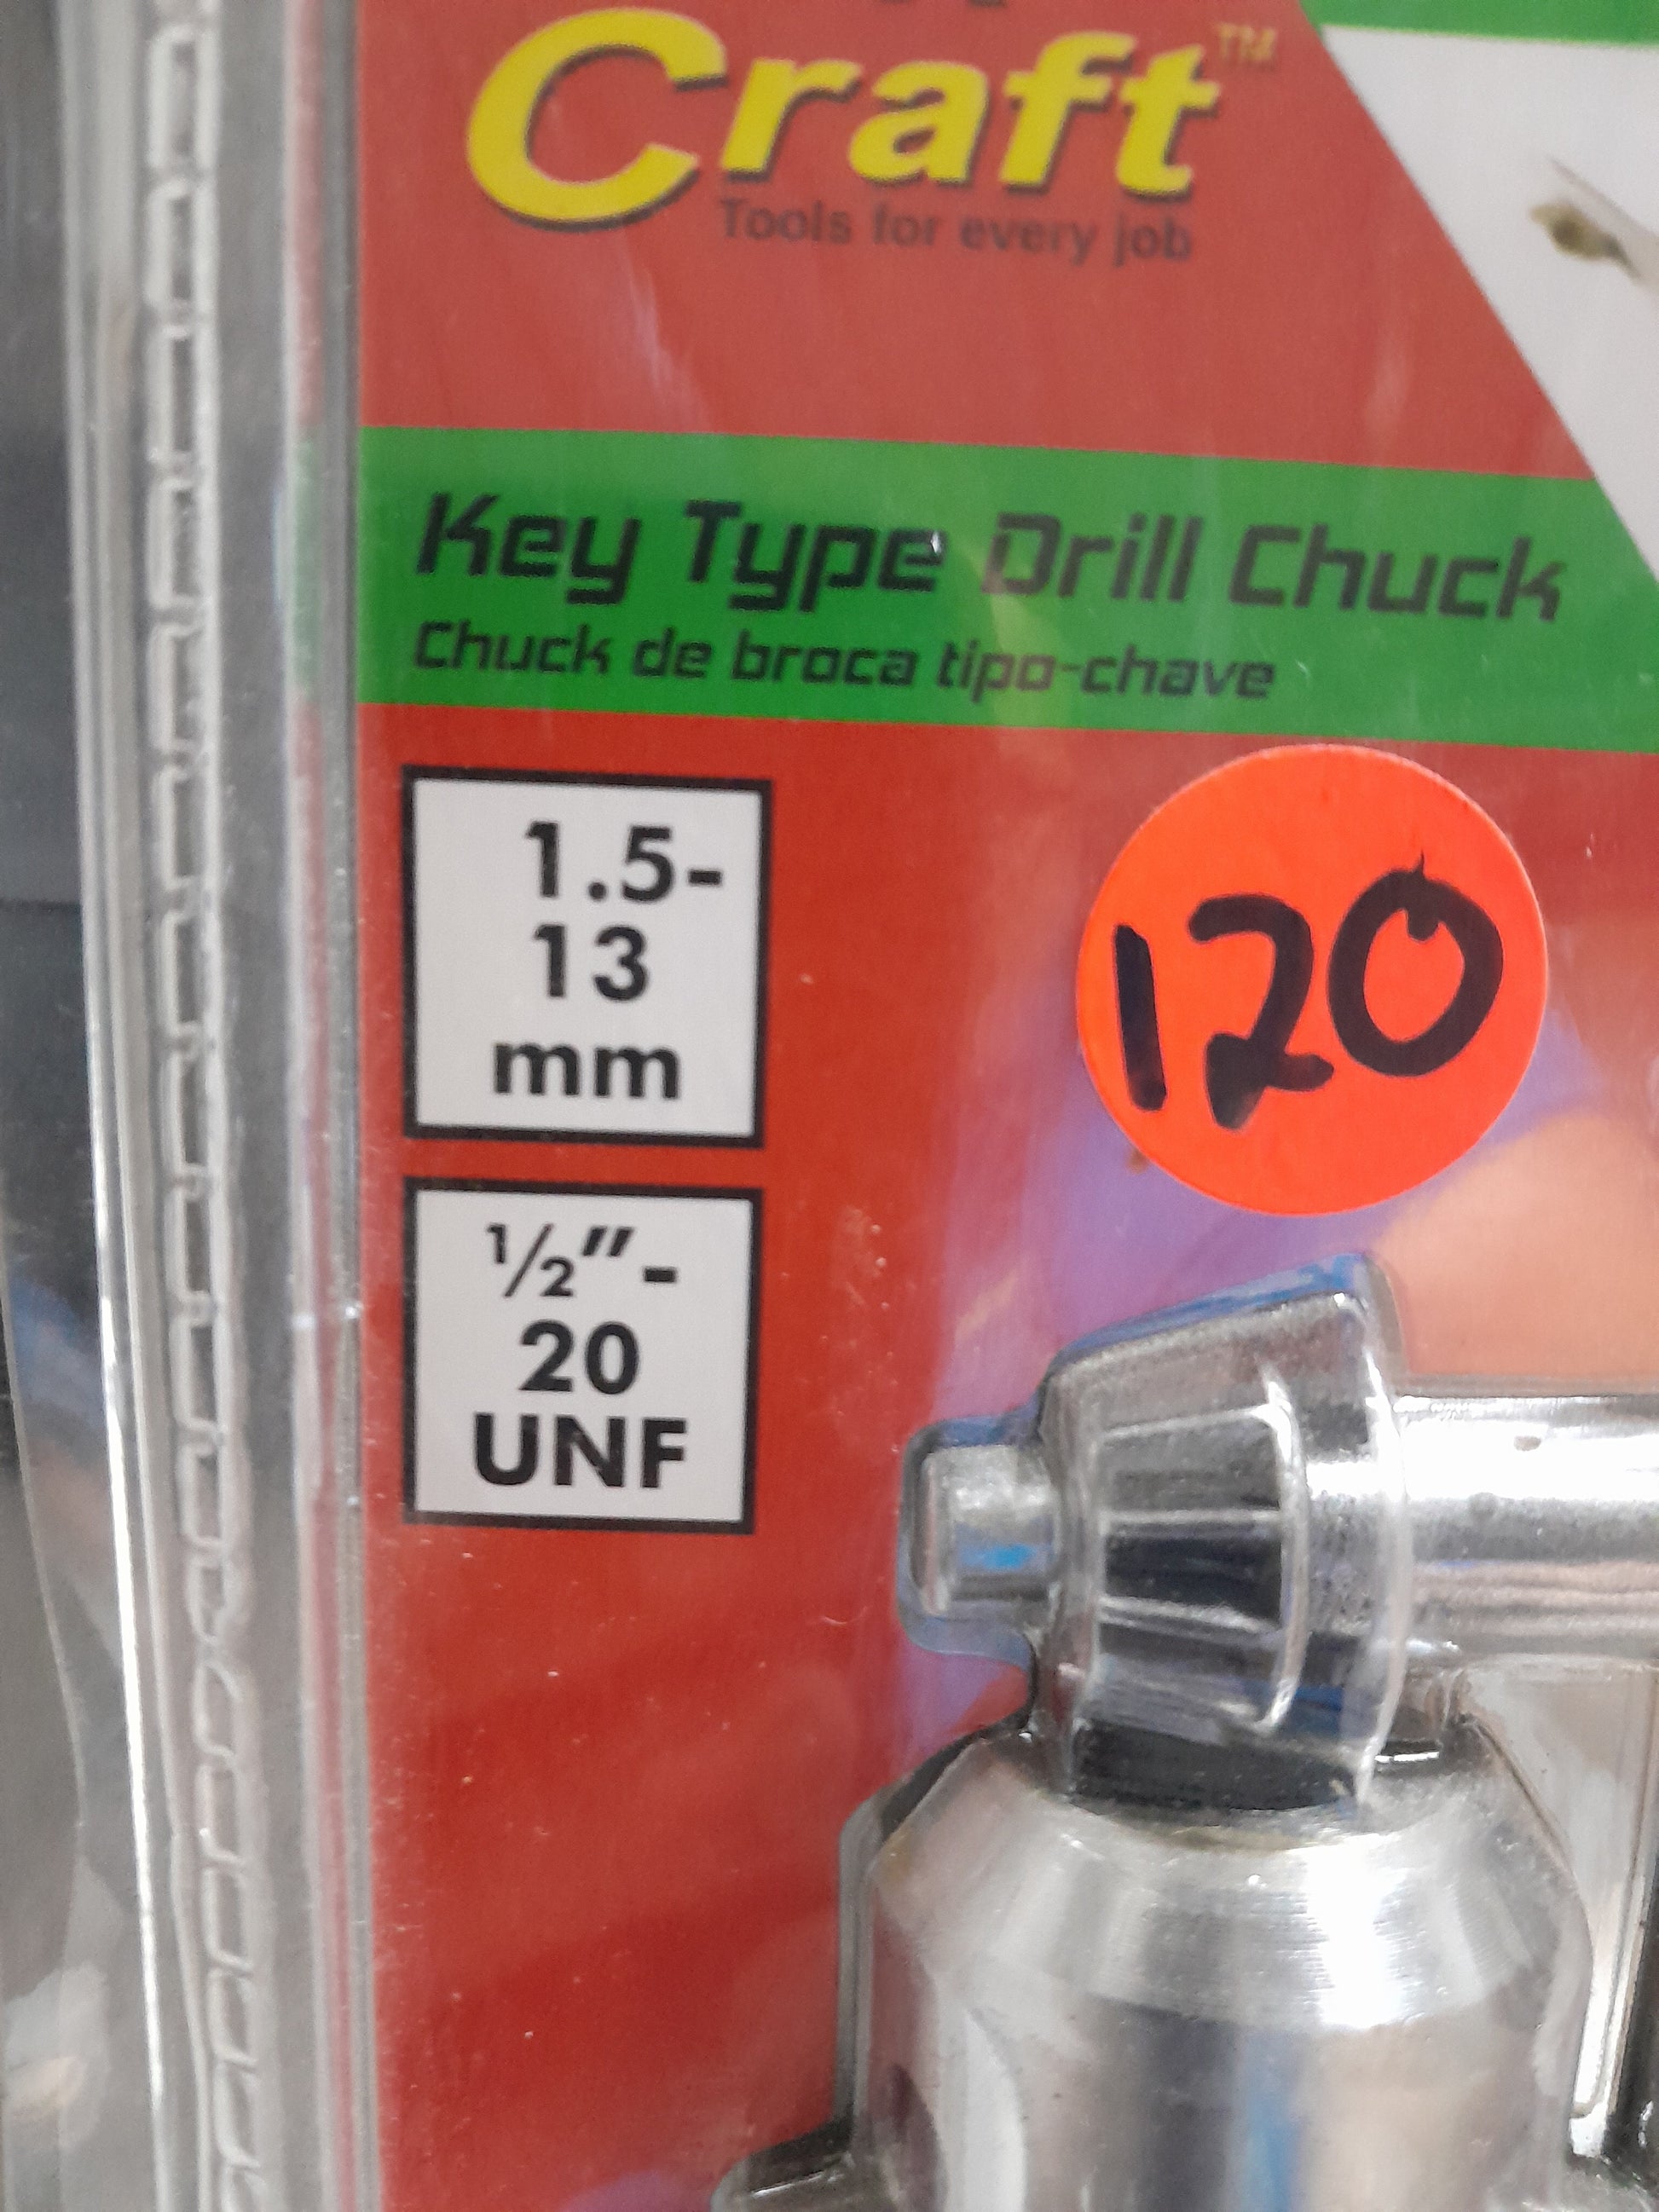 Craft™
Tools for every job
Key Type Drill Chuck
Chuck de broca tipo-chave
1.5-
13
mm
120
½"-
20
UNF